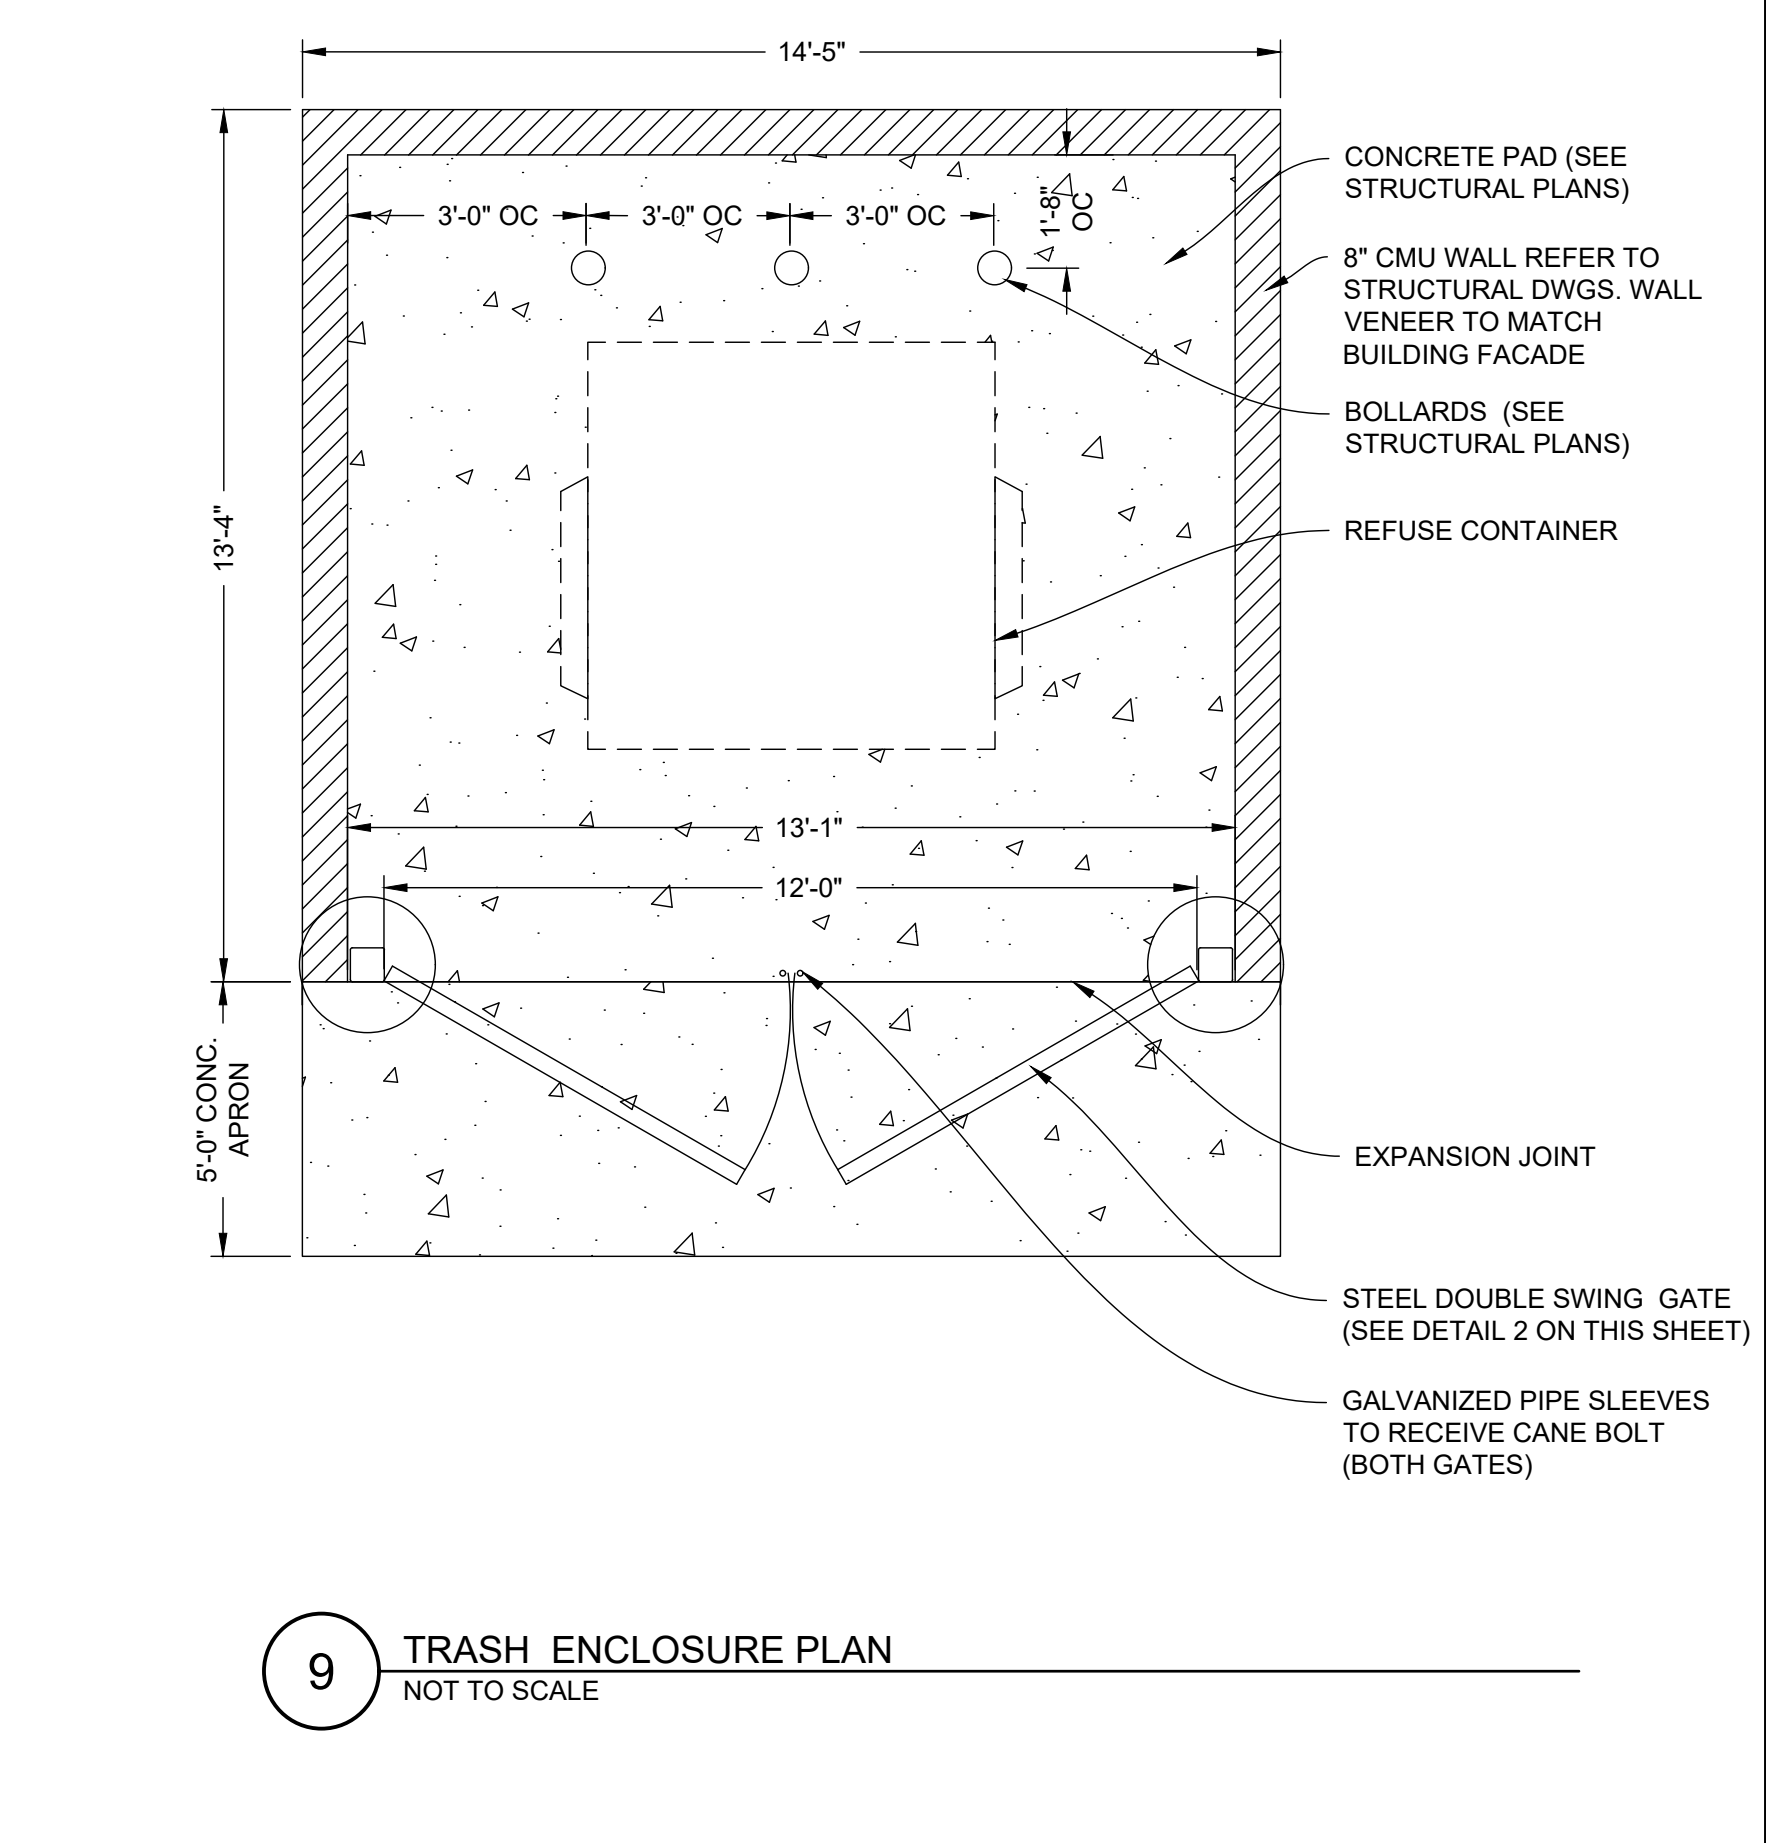 14'-5"
CONCRETE PAD (SEE
STRUCTURAL PLANS)
3'-0" OC
3'-0" OC
3'-0" OC
1'-8"
OC
8" CMU WALL REFER TO
STRUCTURAL DWGS. WALL
VENEER TO MATCH
BUILDING FACADE
BOLLARDS (SEE
STRUCTURAL PLANS)
13'-4"
REFUSE CONTAINER
13'-1"
12'-0"
5'-0" CONC.
APRON
EXPANSION JOINT
STEEL DOUBLE SWING GATE
(SEE DETAIL 2 ON THIS SHEET)
GALVANIZED PIPE SLEEVES
TO RECEIVE CANE BOLT
(BOTH GATES)
9
TRASH ENCLOSURE PLAN
NOT TO SCALE